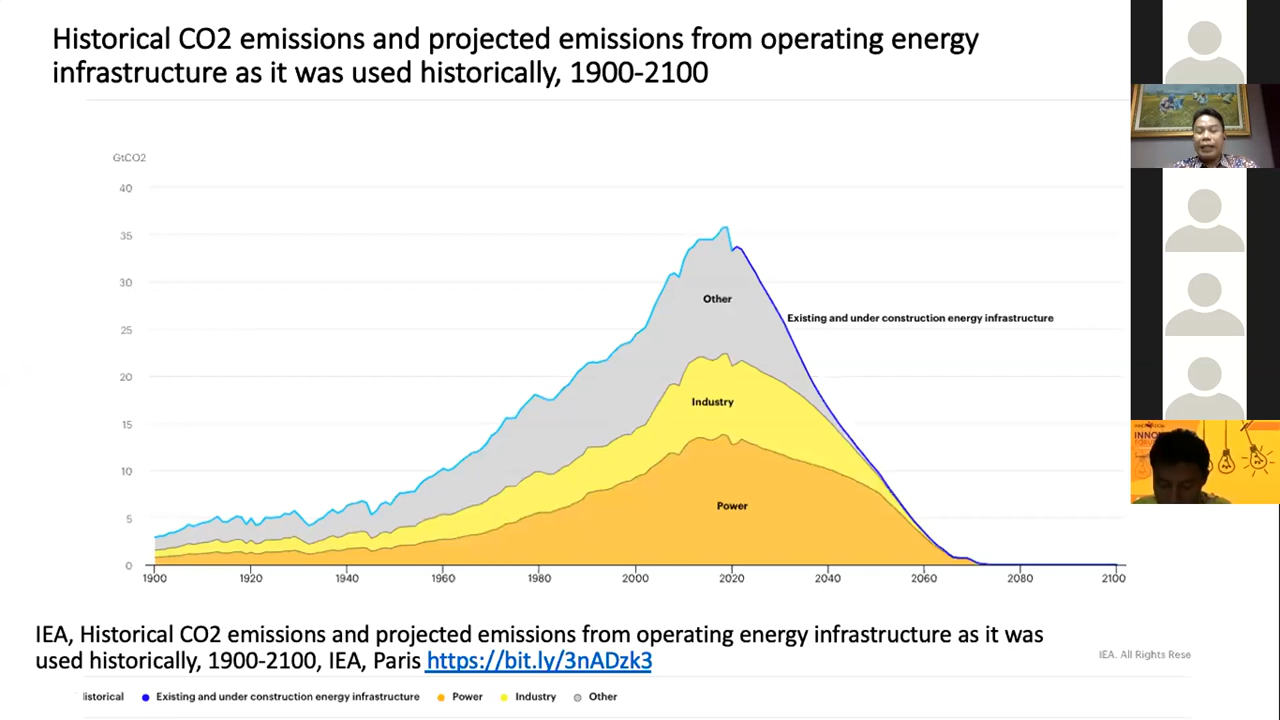 Historical CO2 emissions and projected emissions from operating energy
infrastructure as it was used historically, 1900-2100
GtCO2
40
35
30
25
20
15
10
5
0
Other
Existing and under construction energy infrastructure
Industry
Power
1900
1920
1940
1960
1980
2000
2020
2040
2060
2080
2100
IEA, Historical CO2 emissions and projected emissions from operating energy infrastructure as it was
used historically, 1900-2100, IEA, Paris https://bit.ly/3nADzk3
IEA. All Rights Rese
istorical
Existing and under construction energy infrastructure
Power
Industry
Other
INNO